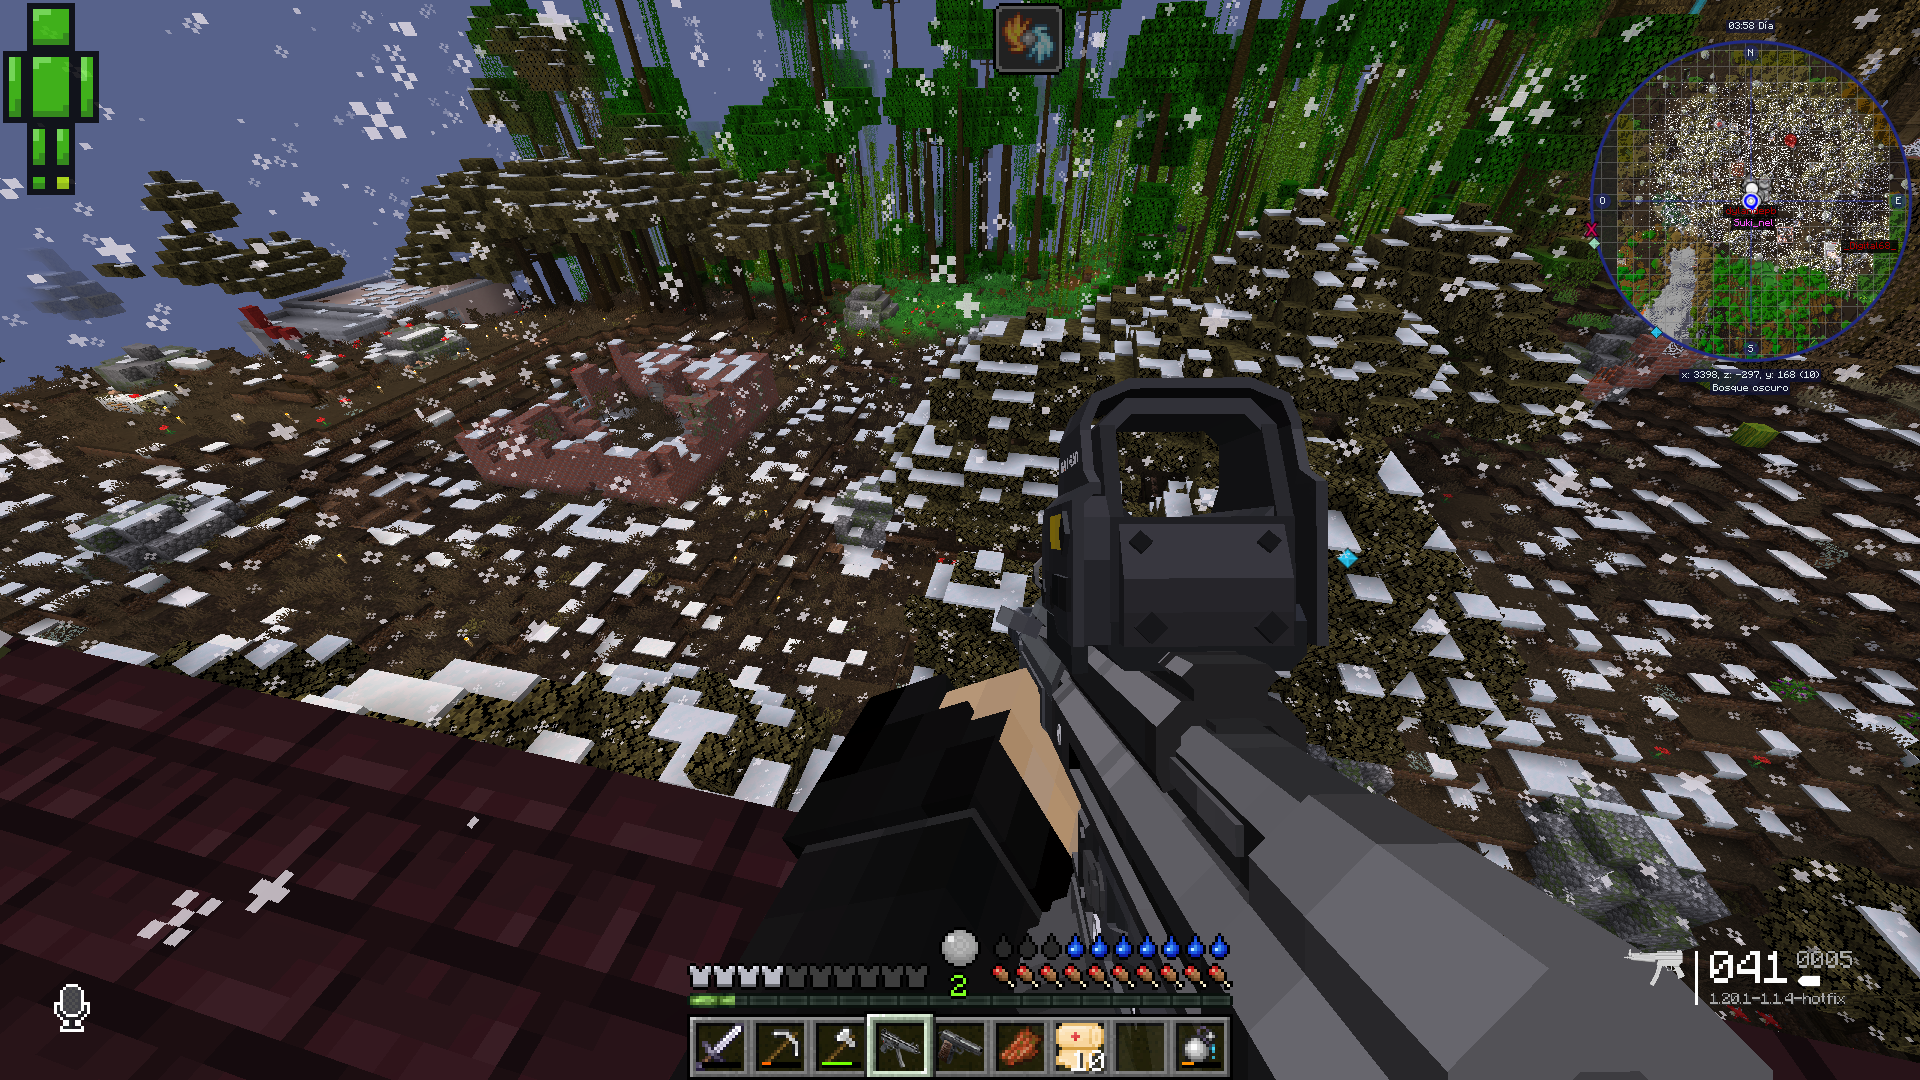 03:58 Día
N
O
E
Suki_nel
S
x: 3398, z: -297, y: 168 (10)
Bosque oscuro
2
041
0005
1.20.1-1.1.4-hotfix
10